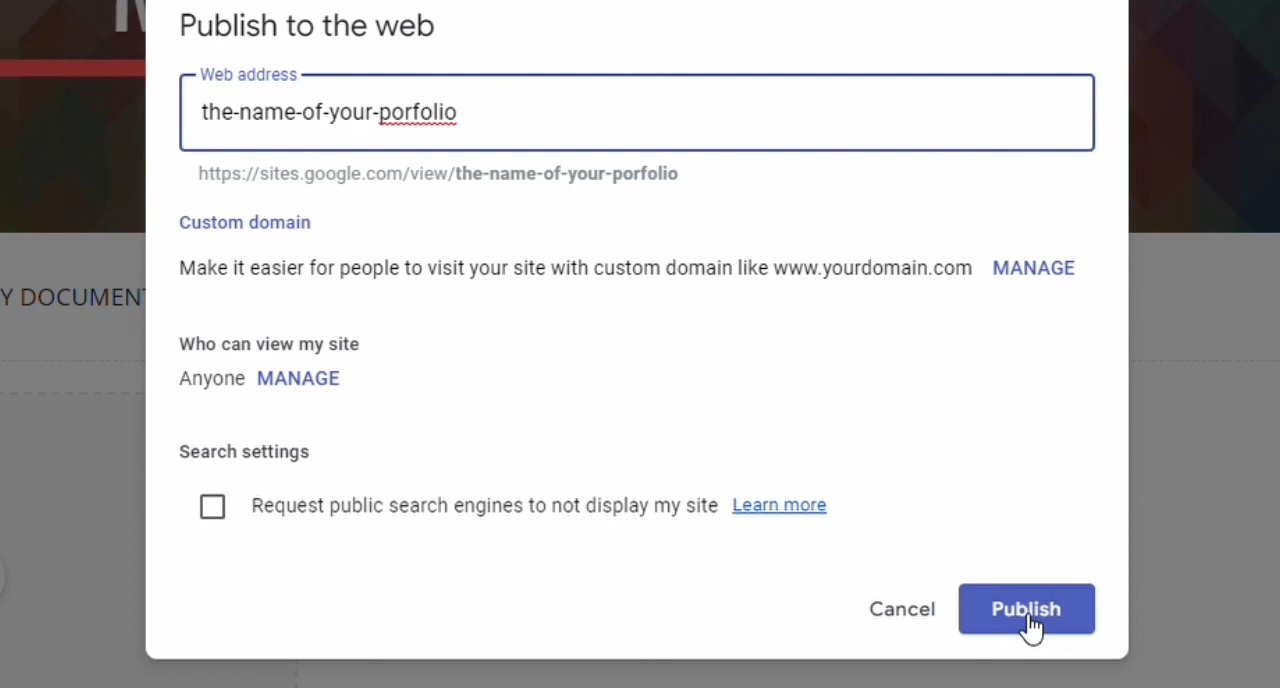 Publish to the web
Web address
the-name-of-your-porfolio
https://sites.google.com/view/the-name-of-your-porfolio
Custom domain
Make it easier for people to visit your site with custom domain like www.yourdomain.com MANAGE
Y DOCUMENT
Who can view my site
Anyone MANAGE
Search settings
Request public search engines to not display my site Learn more
Cancel Publish